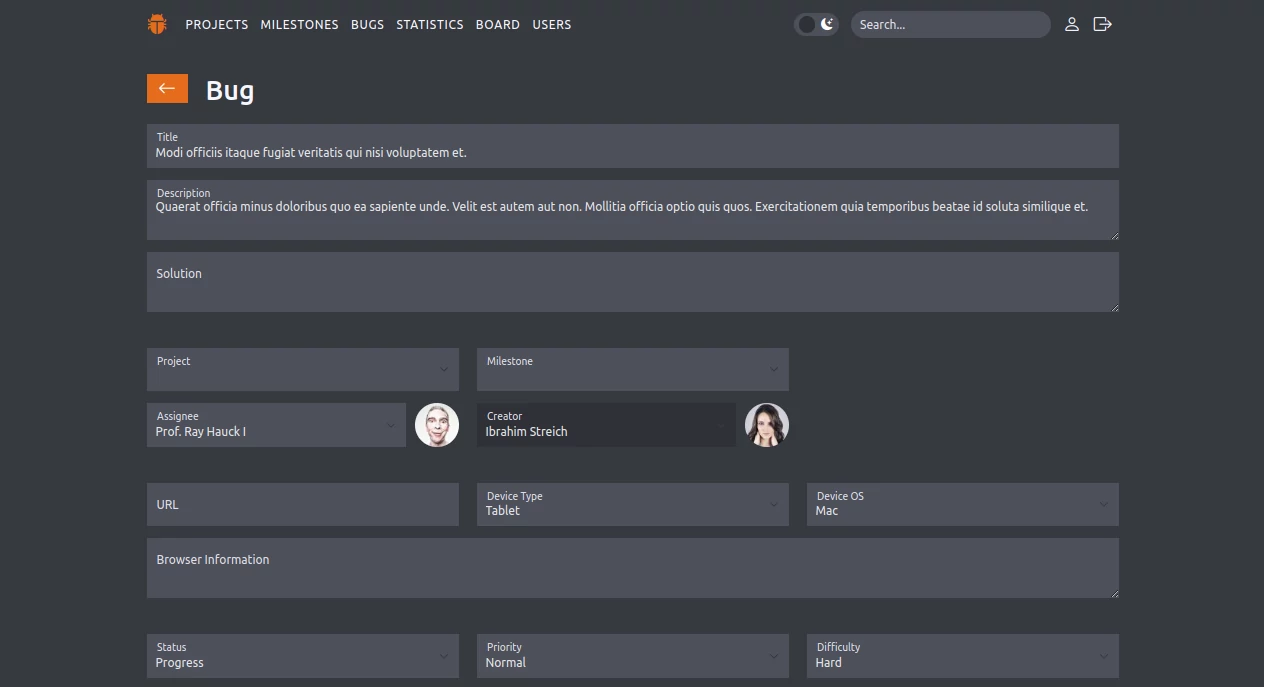 PROJECTS MILESTONES BUGS STATISTICS BOARD USERS Search...
Bug
Title
Modi officiis itaque fugiat veritatis qui nisi voluptatem et.
Description
Quaerat officia minus doloribus quo ea sapiente unde. Velit est autem aut non. Mollitia officia optio quis quos. Exercitationem quia temporibus beatae id soluta similique et.
Solution
Project Milestone
Assignee Creator
Prof. Ray Hauck I Ibrahim Streich
Device Type Device OS
URL Tablet Mac
Browser Information
Status Priority Difficulty
Progress Normal Hard